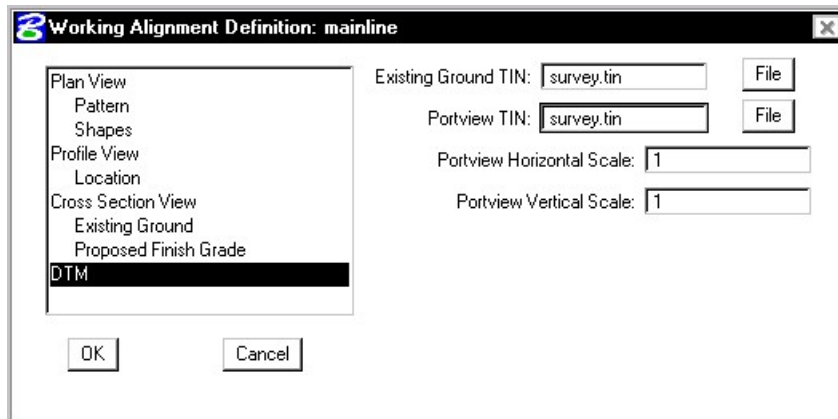 Working Alignment Definition: mainline
Plan View
Pattern
Shapes
Profile View
Location
Cross Section View
Existing Ground
Proposed Finish Grade
DTM
Existing Ground TIN: survey.tin File
Portview TIN: survey.tin File
Portview Horizontal Scale: 1
Portview Vertical Scale: 1
OK Cancel